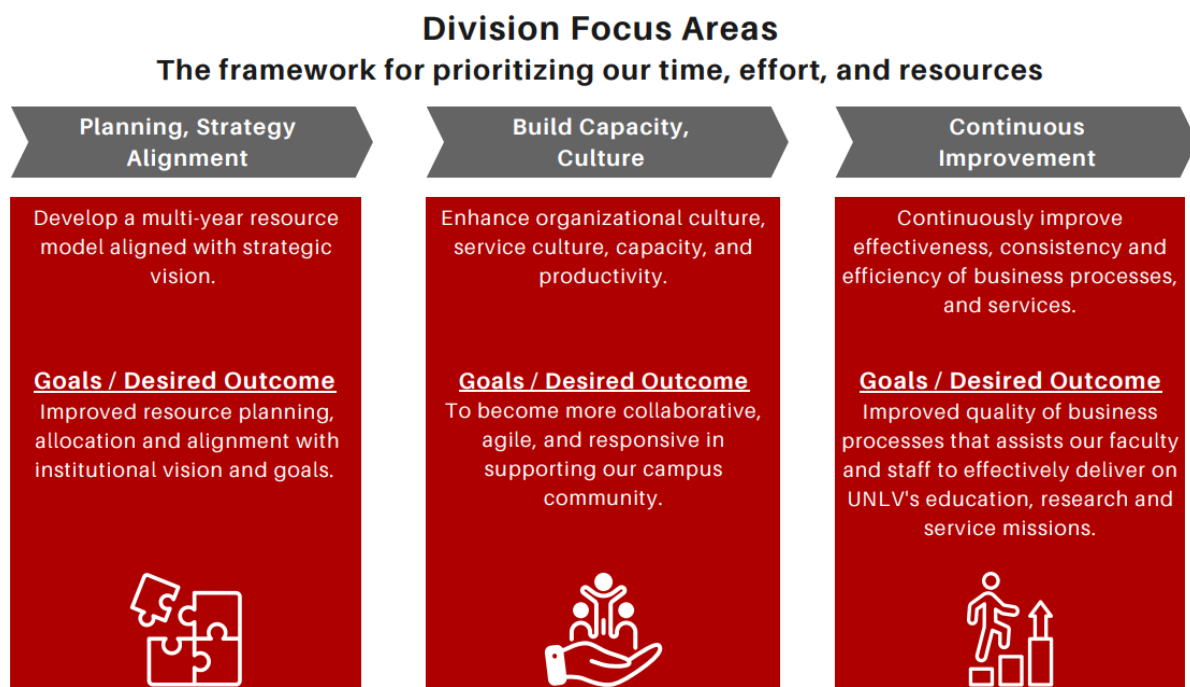 Division Focus Areas
The framework for prioritizing our time, effort, and resources
Planning, Strategy
Alignment
Develop a multi-year resource
model aligned with strategic
vision.
Goals / Desired Outcome
Improved resource planning,
allocation and alignment with
institutional vision and goals.
Build Capacity,
Culture
Enhance organizational culture,
service culture, capacity, and
productivity.
Goals / Desired Outcome
To become more collaborative,
agile, and responsive in
supporting our campus
community.
Continuous
Improvement
Continuously improve
effectiveness, consistency and
efficiency of business processes,
and services.
Goals / Desired Outcome
Improved quality of business
processes that assists our faculty
and staff to effectively deliver on
UNLV's education, research and
service missions.